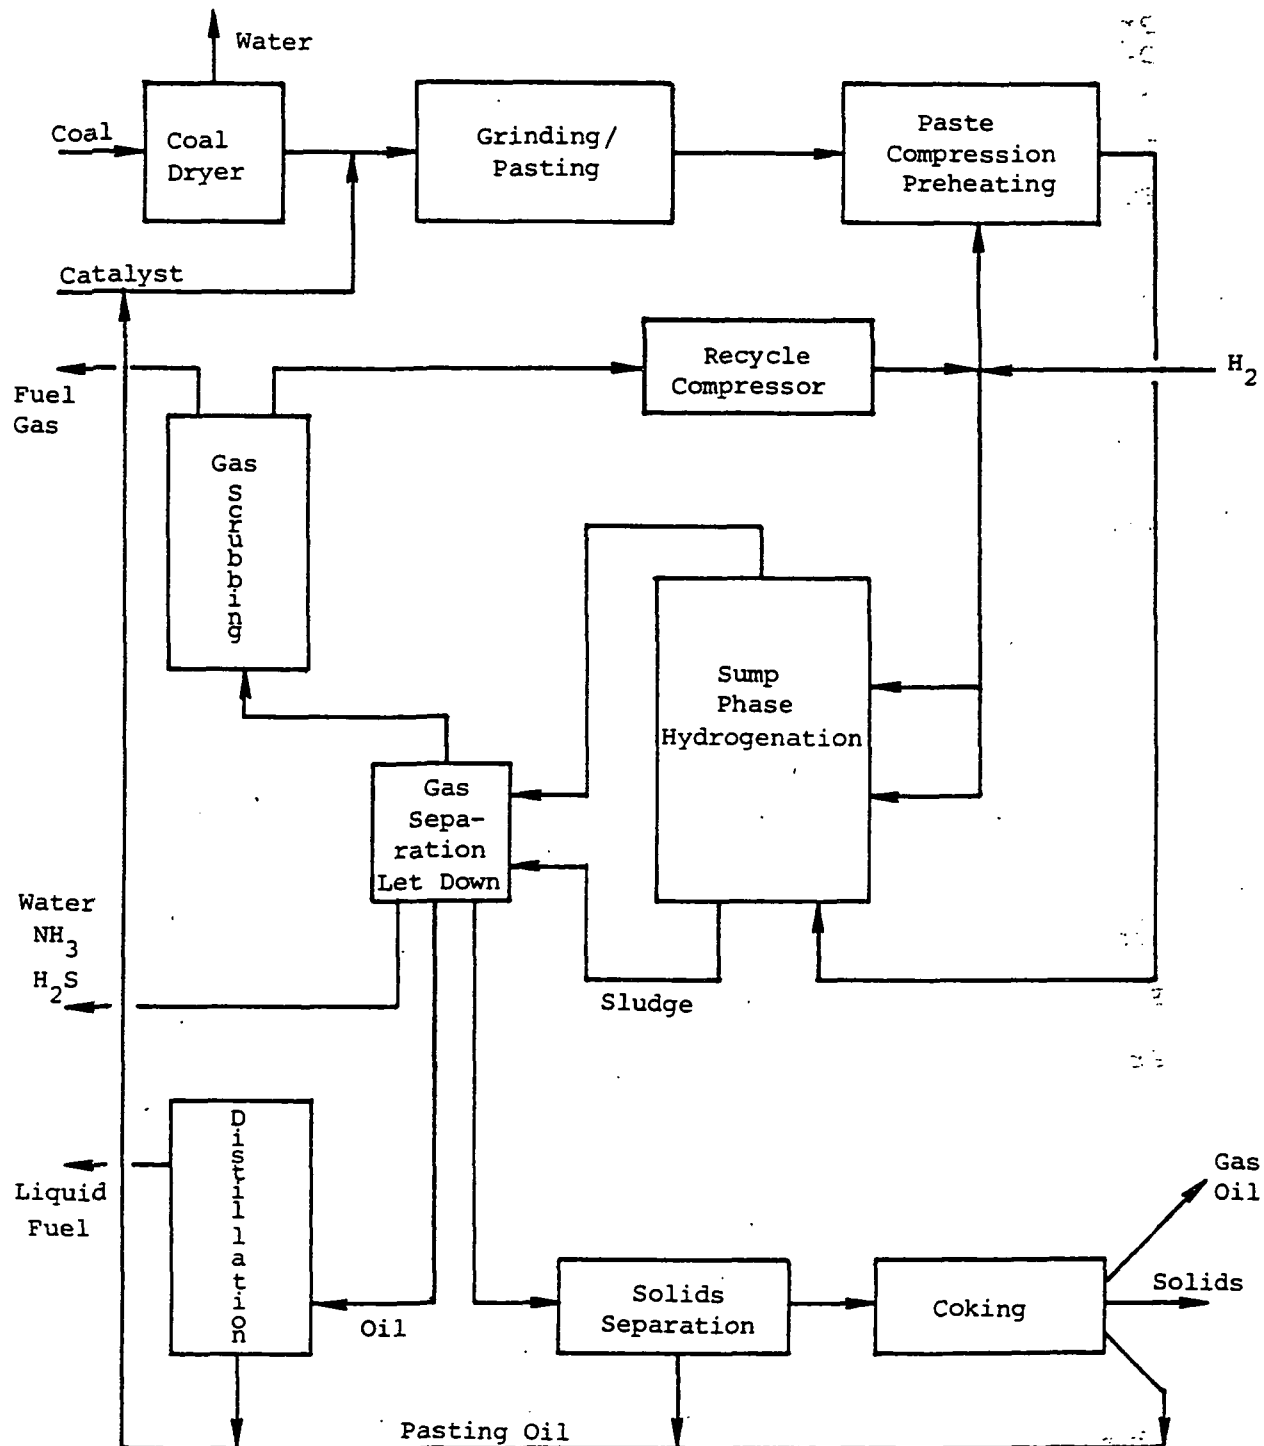 Water
Coal
Coal
Dryer
Grinding/
Pasting
Paste
Compression
Preheating
Catalyst
Fuel
Gas
Recycle
Compressor
H2
Gas
Scrubbing
Sump
Phase
Hydrogenation
Gas
Sepa-
ration
Let Down
Water
NH3
H2S
Sludge
Distillation
Liquid
Fuel
Oil
Solids
Separation
Coking
Gas
Oil
Solids
Pasting Oil